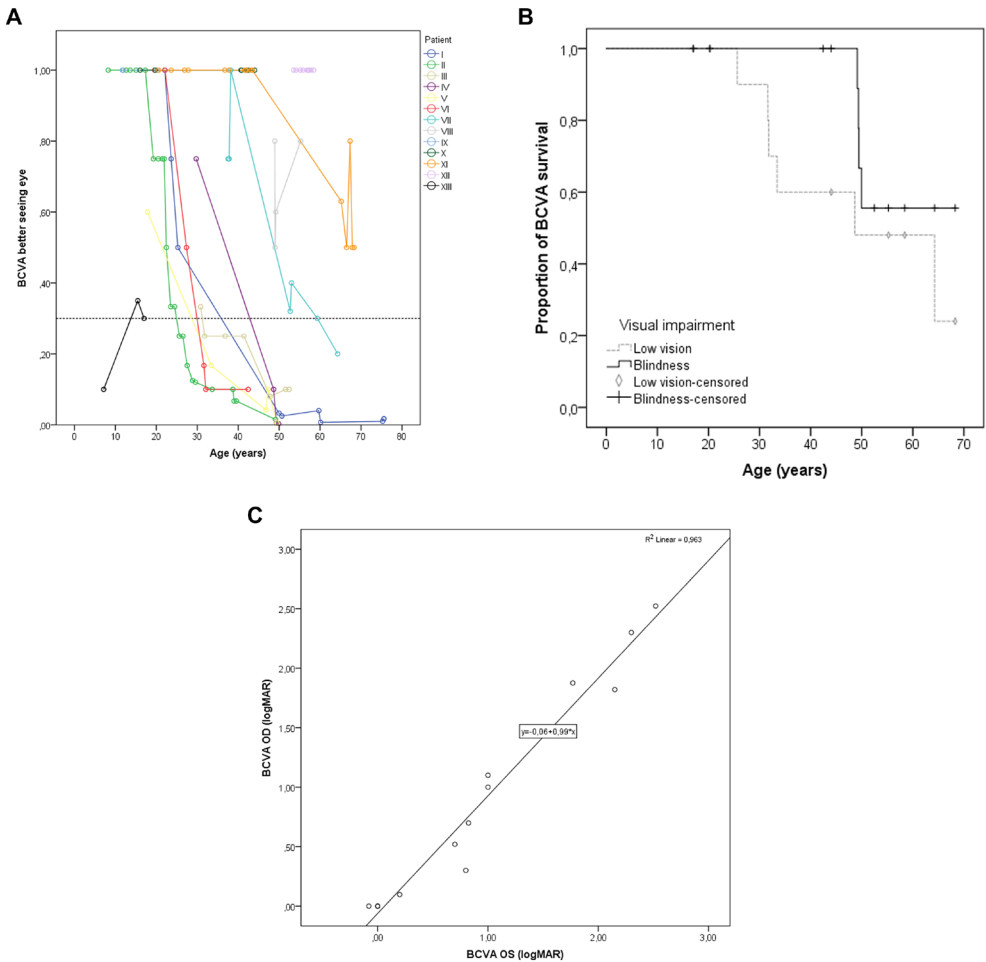 A
BCVA better seeing eye
1,00
,80
,60
,40
,20
,00
0 10 20 30 40 50 60 70 80
Age (years)
Patient
I
II
III
IV
V
VI
VII
VIII
IX
X
XI
XII
XIII
B
Proportion of BCVA survival
1,0
0,8
0,6
0,4
0,2
0,0
Visual impairment
Low vision
Blindness
Low vision-censored
Blindness-censored
0 10 20 30 40 50 60 70
Age (years)
C
BCVA OD (logMAR)
3,00
2,50
2,00
1,50
1,00
,50
,00
R2 Linear = 0,963
y=-0,06+0,99*x
,00 1,00 2,00 3,00
BCVA OS (logMAR)